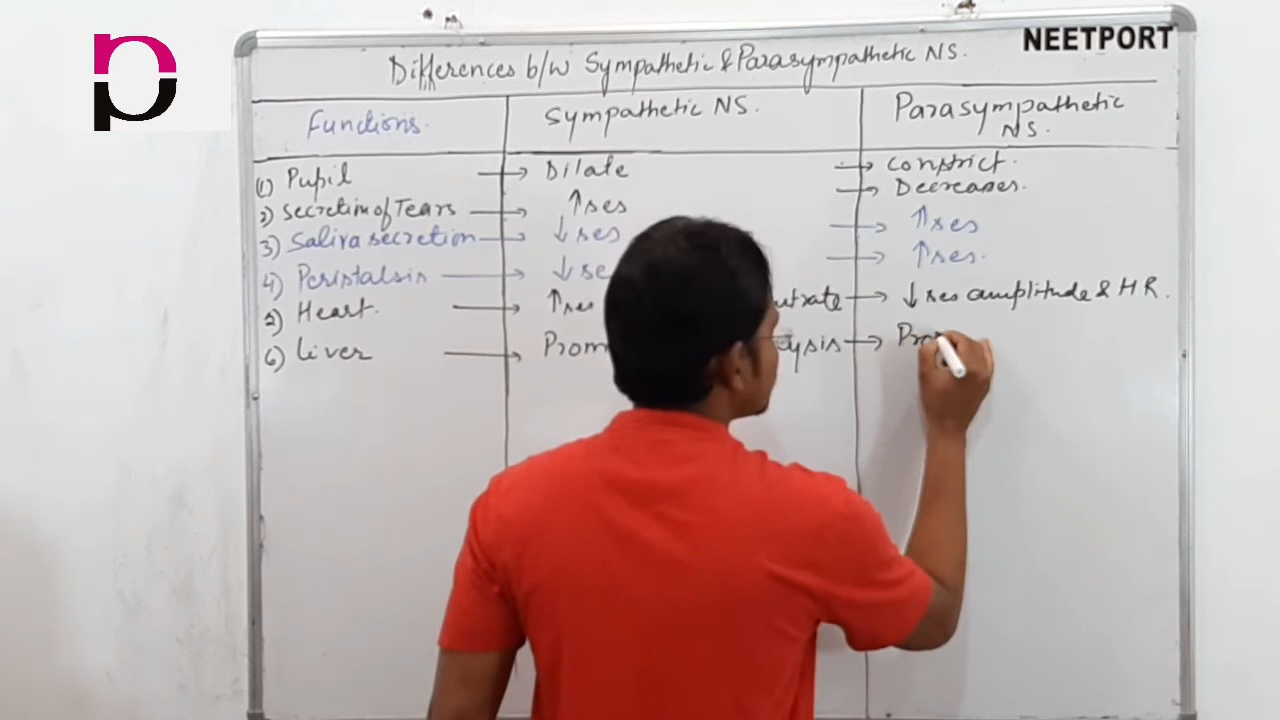 NEETPORT
Differences b/w Sympathetic & Parasympathetic NS.
Functions. Sympathetic NS. Parasympathetic NS.
1) Pupil → Dilate → Constrict.
2) Secretion of Tears → ↑ses → Decreases.
3) Saliva secretion → ↓ses → ↑ses
4) Peristalsis → ↓se → ↑ses.
5) Heart. → ↑ses → ↓ses amplitude & HR.
6) Liver → Prom ysis → Pro